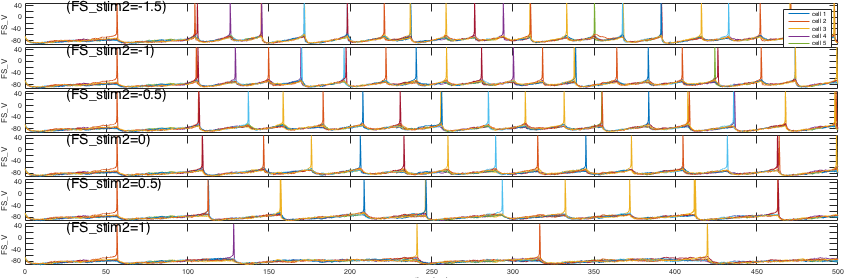 (FS_stim2=-1.5)
40
0
-40
-80
FS_V
cell 1
cell 2
cell 3
cell 4
cell 5
(FS_stim2=-1)
40
0
-40
-80
FS_V
(FS_stim2=-0.5)
40
0
-40
-80
FS_V
(FS_stim2=0)
40
0
-40
-80
FS_V
(FS_stim2=0.5)
40
0
-40
-80
FS_V
(FS_stim2=1)
40
0
-40
-80
FS_V
0 50 100 150 200 250 300 350 400 450 500